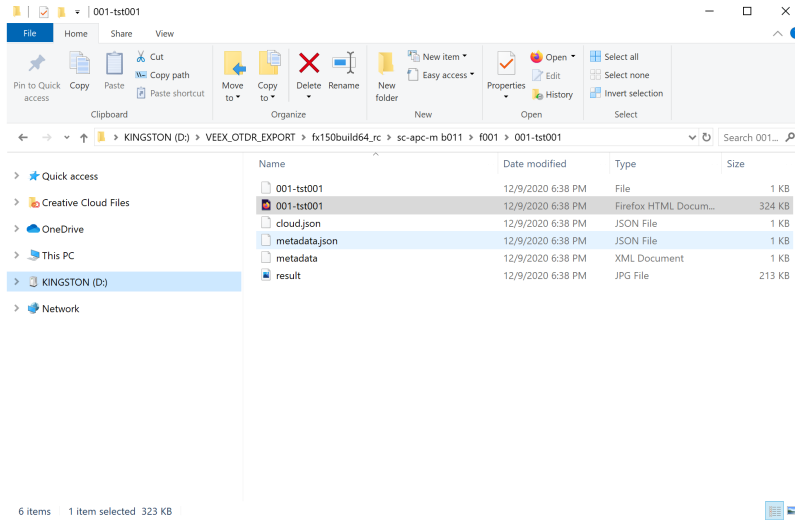 001-tst001
File Home Share View
Pin to Quick access
Copy
Paste
Cut
Copy path
Paste shortcut
Clipboard
Move to
Copy to
Delete
Rename
Organize
New folder
New item
Easy access
New
Properties
Open
Edit
History
Open
Select all
Select none
Invert selection
Select
KINGSTON (D:) VEEX_OTDR_EXPORT fx150build64_rc sc-apc-m b011 f001 001-tst001
Search 001...
Name Date modified Type Size
Quick access
Creative Cloud Files
OneDrive
This PC
KINGSTON (D:)
Network
001-tst001 12/9/2020 6:38 PM File 1 KB
001-tst001 12/9/2020 6:38 PM Firefox HTML Docum... 324 KB
cloud.json 12/9/2020 6:38 PM JSON File 1 KB
metadata.json 12/9/2020 6:38 PM JSON File 1 KB
metadata 12/9/2020 6:38 PM XML Document 1 KB
result 12/9/2020 6:38 PM JPG File 213 KB
6 items 1 item selected 323 KB